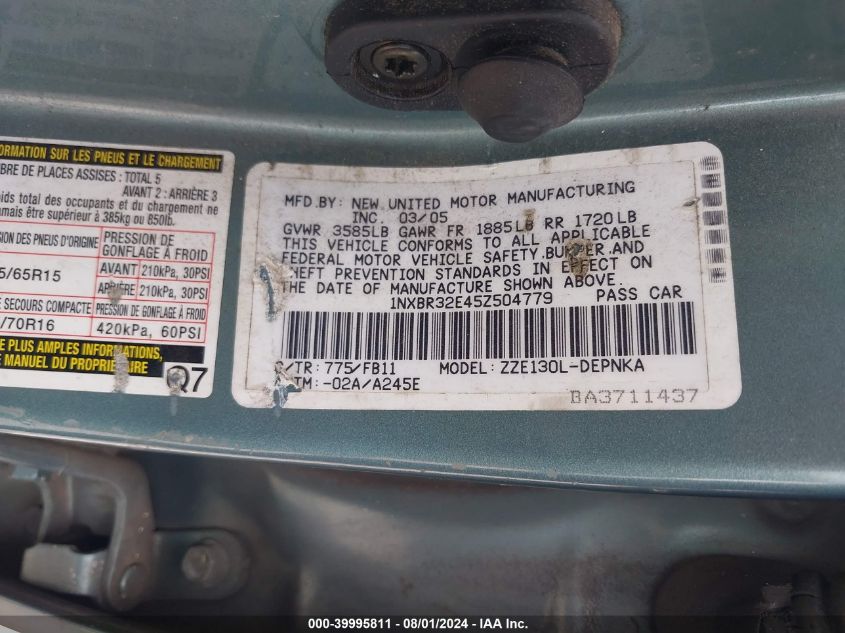 FORMATION SUR LES PNEUS ET LE CHARGEMENT
BRE DE PLACES ASSISES : TOTAL 5
AVANT 2 : ARRIÈRE 3
oids total des occupants et du chargement ne
amais être supérieur à 385kg ou 850lb.
SION DES PNEUS D'ORIGINE
PRESSION DE GONFLAGE À FROID
5/65R15
AVANT 210kPa, 30PSI
ARRIÈRE 210kPa, 30PSI
E SECOURS COMPACTE
PRESSION DE GONFLAGE À FROID
/70R16
420kPa, 60PSI
E PLUS AMPLES INFORMATIONS,
E MANUEL DU PROPRIÉTAIRE
Q7
MFD.BY: NEW UNITED MOTOR MANUFACTURING
INC. 03/05
GVWR 3585LB GAWR FR 1885LB RR 1720LB
THIS VEHICLE CONFORMS TO ALL APPLICABLE
FEDERAL MOTOR VEHICLE SAFETY,BUMPER,AND
THEFT PREVENTION STANDARDS IN EFFECT ON
THE DATE OF MANUFACTURE SHOWN ABOVE.
1NXBR32E45Z504779 PASS CAR
/TR: 775/FB11 MODEL: ZZE130L-DEPNKA
TM: -02A/A245E
BA3711437
000-39995811 - 08/01/2024 - IAA Inc.